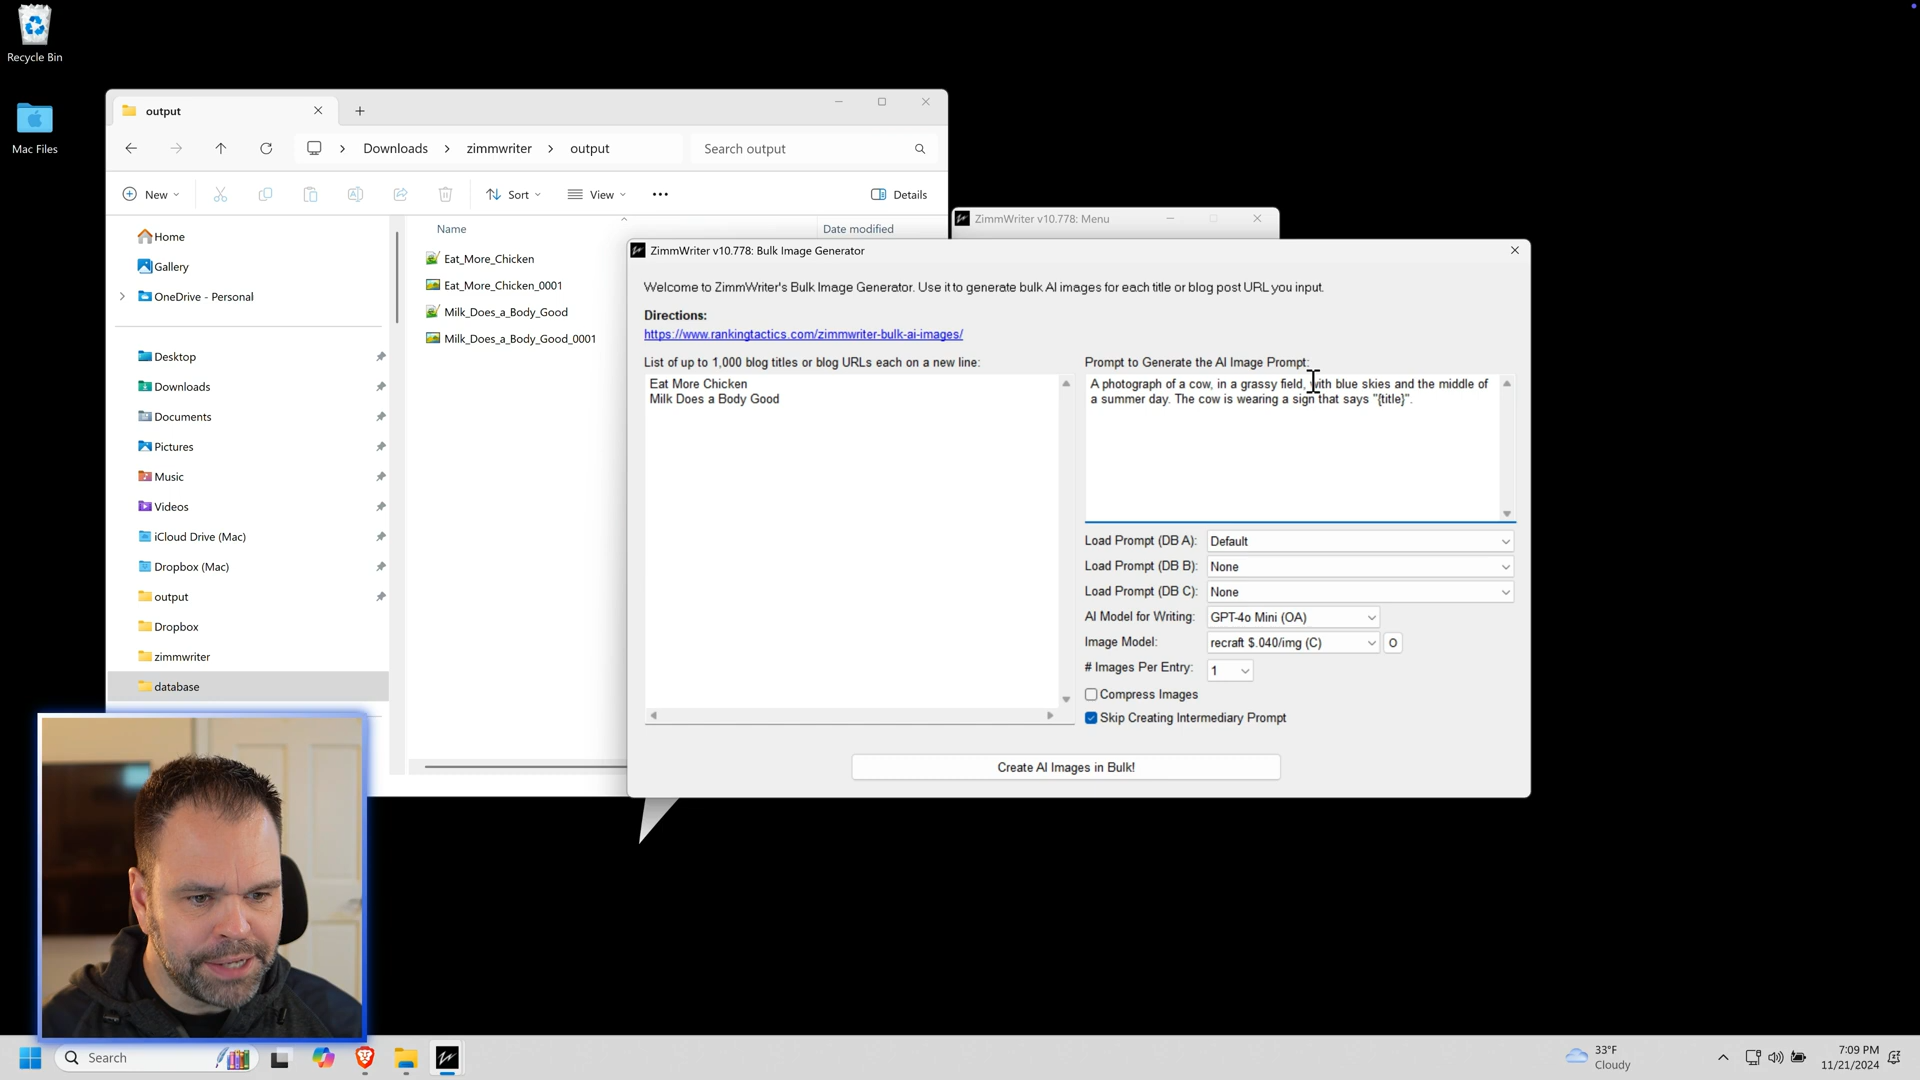 Recycle Bin
Mac Files
output
Downloads
zimmwriter
output
Search output
New
Sort
View
Details
Home
Gallery
OneDrive - Personal
Desktop
Downloads
Documents
Pictures
Music
Videos
iCloud Drive (Mac)
Dropbox (Mac)
output
Dropbox
zimmwriter
database
Name
Date modified
Eat_More_Chicken
Eat_More_Chicken_0001
Milk_Does_a_Body_Good
Milk_Does_a_Body_Good_0001
ZimmWriter v10.778: Menu
ZimmWriter v10.778: Bulk Image Generator
Welcome to ZimmWriter's Bulk Image Generator. Use it to generate bulk AI images for each title or blog post URL you input.
Directions:
https://www.rankingtactics.com/zimmwriter-bulk-ai-images/
List of up to 1,000 blog titles or blog URLs each on a new line:
Eat More Chicken
Milk Does a Body Good
Prompt to Generate the AI Image Prompt:
A photograph of a cow, in a grassy field, with blue skies and the middle of
a summer day. The cow is wearing a sign that says "{title}".
Load Prompt (DB A): Default
Load Prompt (DB B): None
Load Prompt (DB C): None
AI Model for Writing: GPT-4o Mini (OA)
Image Model: recraft $.040/img (C) O
# Images Per Entry: 1
Compress Images
Skip Creating Intermediary Prompt
Create AI Images in Bulk!
Search
33°F
Cloudy
7:09 PM
11/21/2024